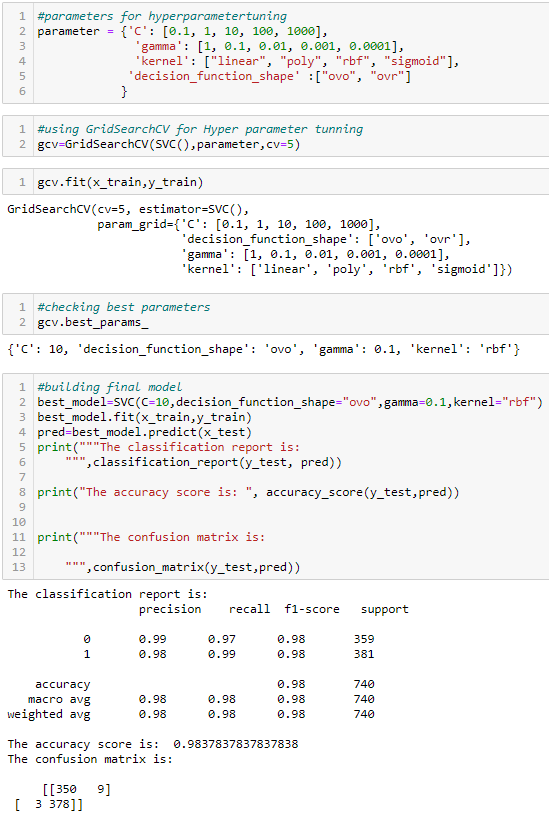 1 #parameters for hyperparametertuning
2 parameter = {'C': [0.1, 1, 10, 100, 1000],
3 'gamma': [1, 0.1, 0.01, 0.001, 0.0001],
4 'kernel': ["linear", "poly", "rbf", "sigmoid"],
5 'decision_function_shape' :["ovo", "ovr"]
6 }
1 #using GridSearchCV for Hyper parameter tunning
2 gcv=GridSearchCV(SVC(),parameter,cv=5)
1 gcv.fit(x_train,y_train)
GridSearchCV(cv=5, estimator=SVC(),
param_grid={'C': [0.1, 1, 10, 100, 1000],
'decision_function_shape': ['ovo', 'ovr'],
'gamma': [1, 0.1, 0.01, 0.001, 0.0001],
'kernel': ['linear', 'poly', 'rbf', 'sigmoid']})
1 #checking best parameters
2 gcv.best_params_
{'C': 10, 'decision_function_shape': 'ovo', 'gamma': 0.1, 'kernel': 'rbf'}
1 #building final model
2 best_model=SVC(C=10,decision_function_shape="ovo",gamma=0.1,kernel="rbf")
3 best_model.fit(x_train,y_train)
4 pred=best_model.predict(x_test)
5 print("""The classification report is:
6 """,classification_report(y_test, pred))
7
8 print("The accuracy score is: ", accuracy_score(y_test,pred))
9
10
11 print("""The confusion matrix is:
12
13 """,confusion_matrix(y_test,pred))
The classification report is:
precision recall f1-score support
0 0.99 0.97 0.98 359
1 0.98 0.99 0.98 381
accuracy 0.98 740
macro avg 0.98 0.98 0.98 740
weighted avg 0.98 0.98 0.98 740
The accuracy score is: 0.9837837837837838
The confusion matrix is:
[[350 9]
[ 3 378]]